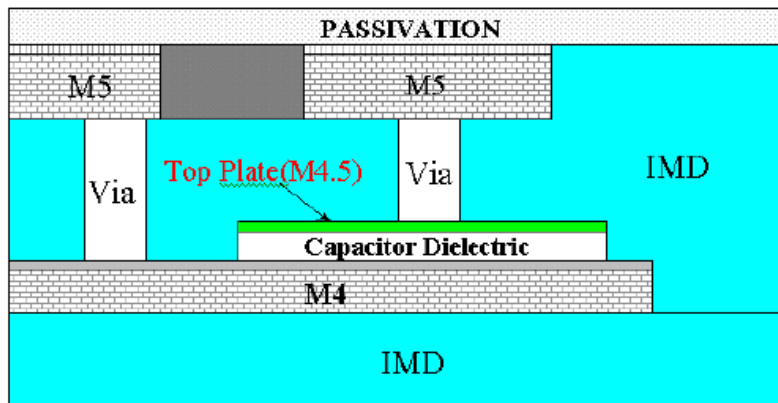 PASSIVATION
M5
M5
Via
Top Plate(M4.5)
Via
IMD
Capacitor Dielectric
M4
IMD